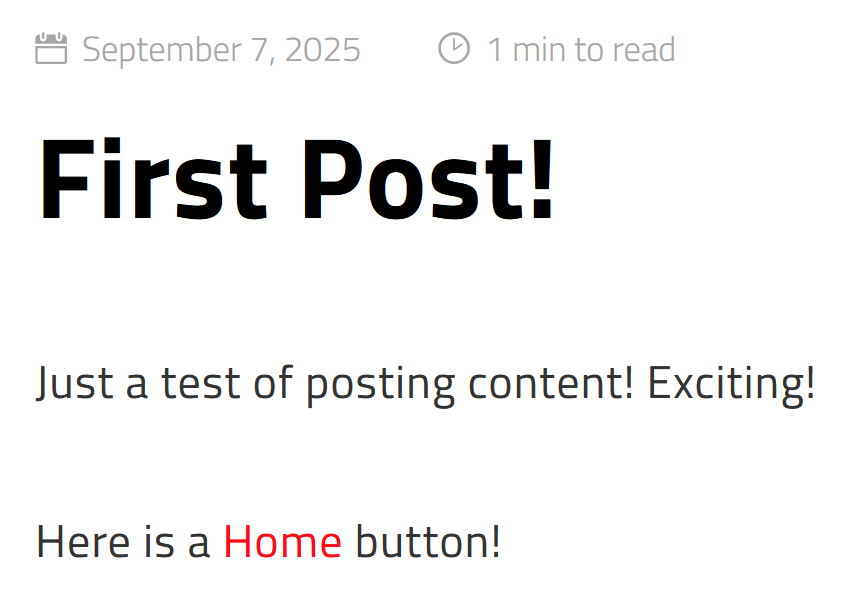 September 7, 2025 1 min to read
First Post!
Just a test of posting content! Exciting!
Here is a Home button!